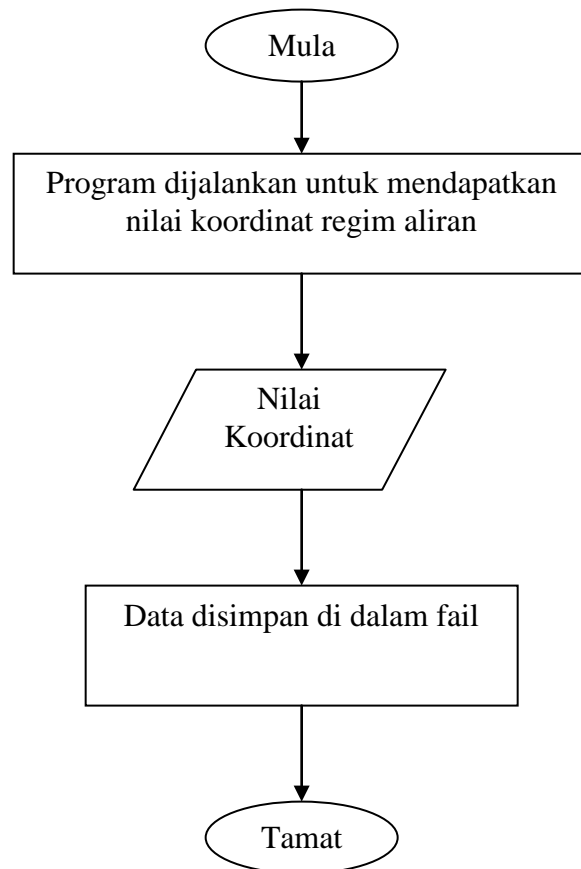 Mula
Program dijalankan untuk mendapatkan
nilai koordinat regim aliran
Nilai
Koordinat
Data disimpan di dalam fail
Tamat